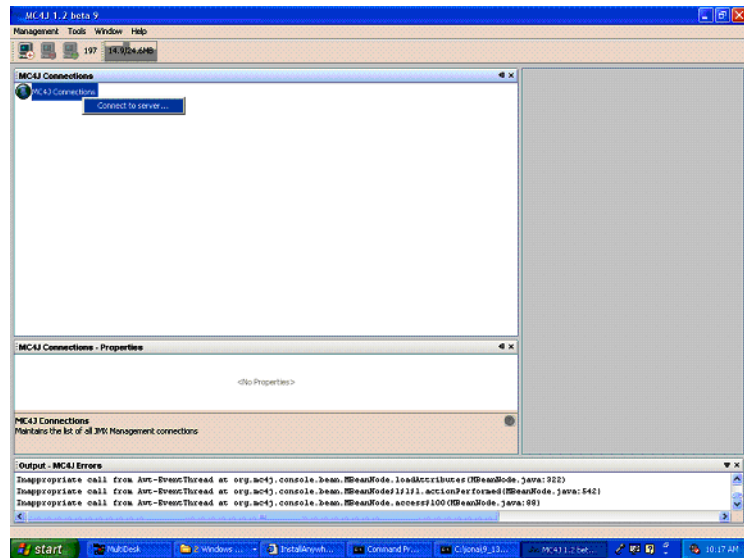 MC4J 1.2 beta 9
Management Tools Window Help
197 14.9/24.6MB
MC4J Connections
MC4J Connections
Connect to server...
MC4J Connections - Properties
<No Properties>
MC4J Connections
Maintains the list of all JMX Management connections
Output - MC4J Errors
Inappropriate call from Awt-EventThread at org.mc4j.console.bean.MBeanNode.loadAttributes(MBeanNode.java:322)
Inappropriate call from Awt-EventThread at org.mc4j.console.bean.MBeanNode$1$1$1.actionPerformed(MBeanNode.java:542)
Inappropriate call from Awt-EventThread at org.mc4j.console.bean.MBeanNode.access$100(MBeanNode.java:88)
start MultiDesk 2 Windows ... InstallAnywh... Command Pr... C:\jona\9_13... MC4J 1.2 bet... 10:17 AM